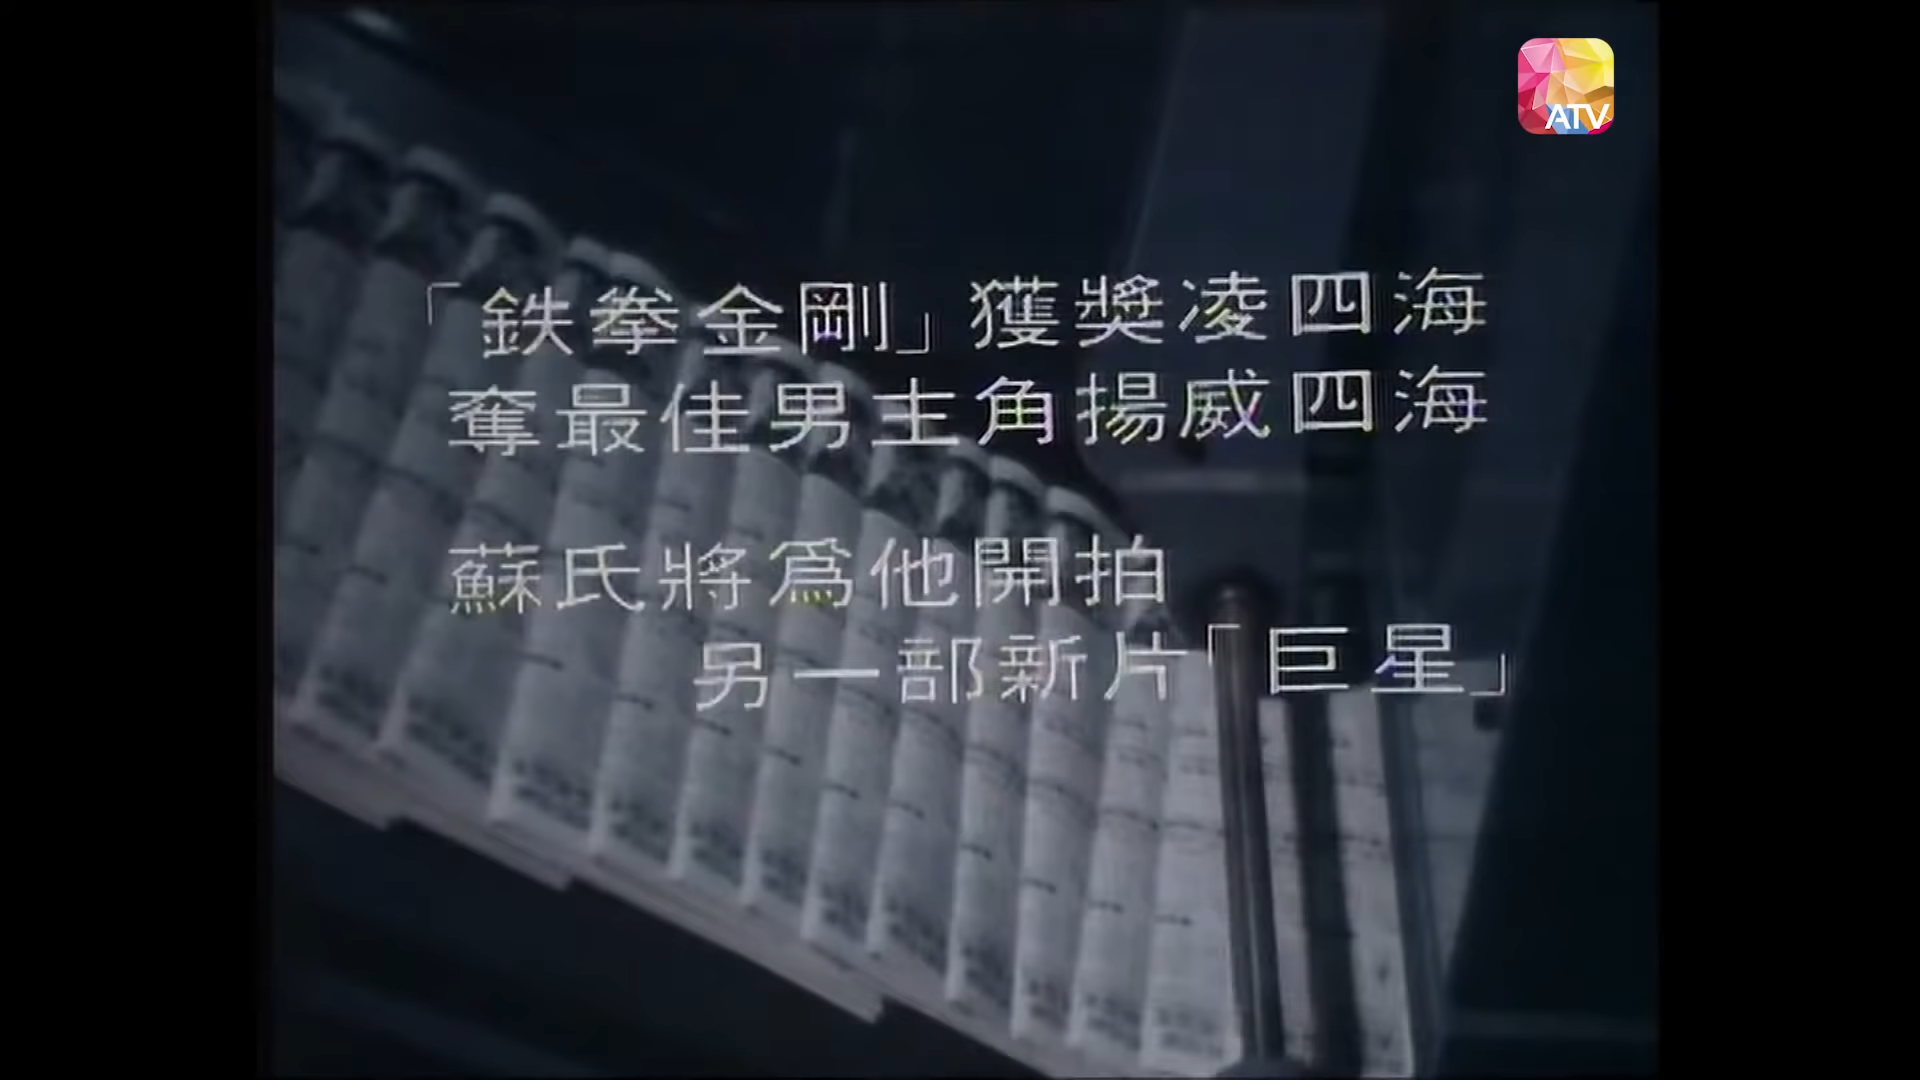 ATV
「鉄拳金剛」獲獎凌四海
奪最佳男主角揚威四海
蘇氏將爲他開拍
另一部新片「巨星」